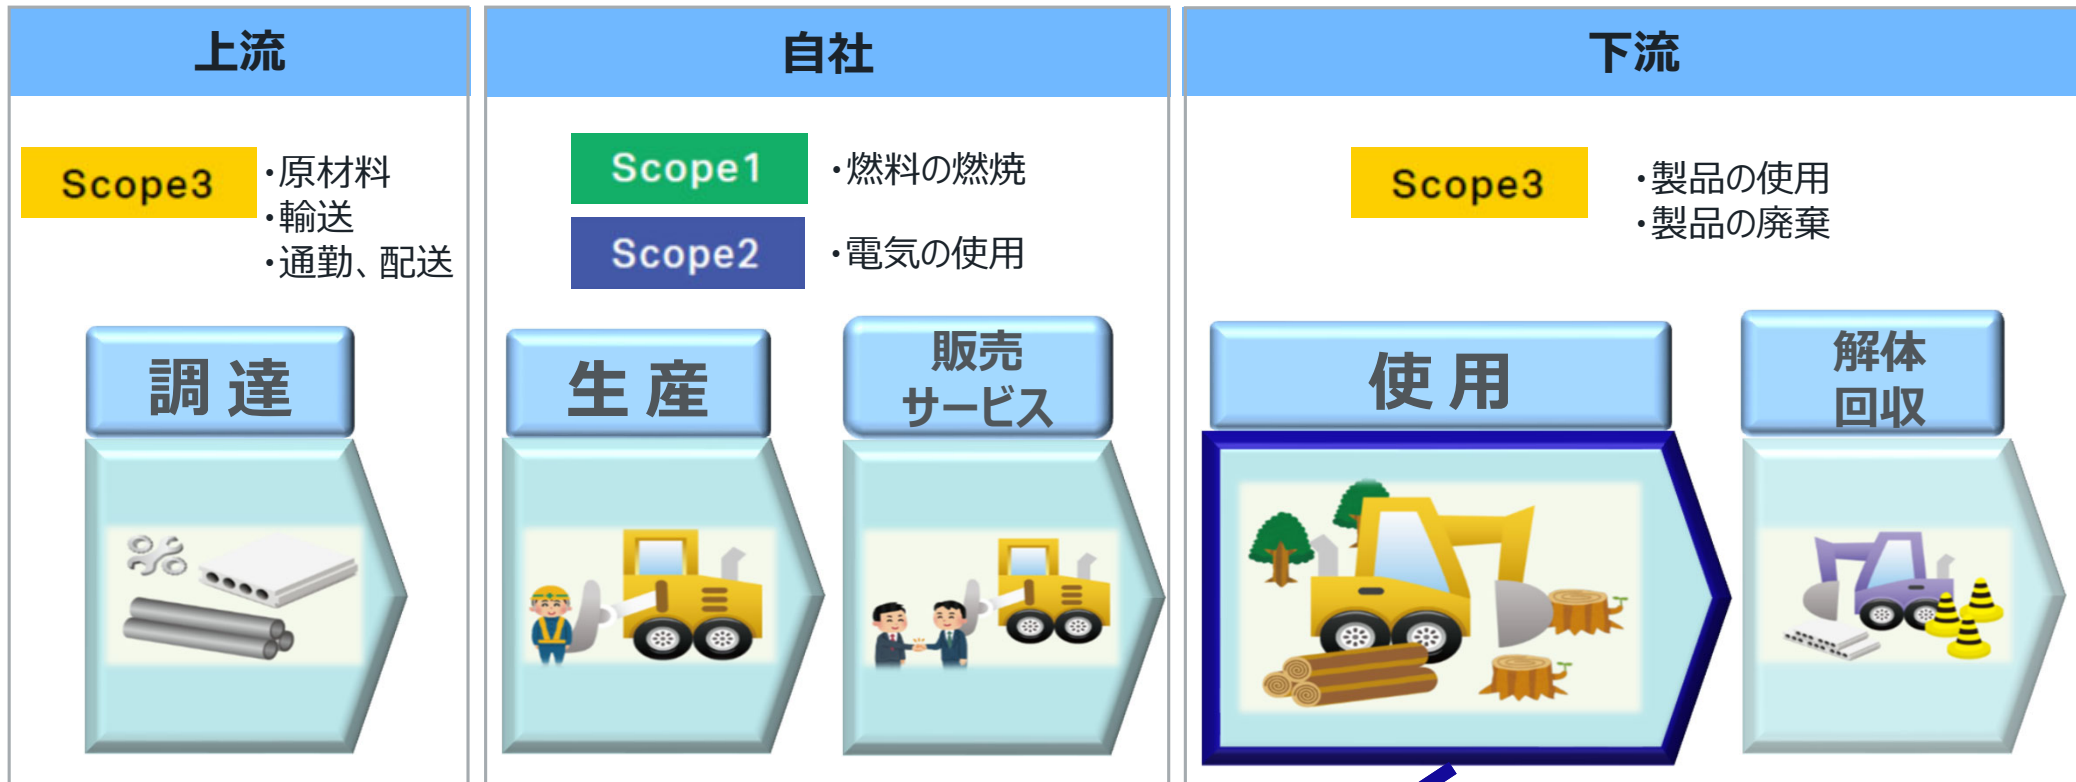 上流
Scope3
・原材料
・輸送
・通勤、配送
調達
自社
Scope1
・燃料の燃焼
Scope2
・電気の使用
生産
販売
サービス
下流
Scope3
・製品の使用
・製品の廃棄
使用
解体
回収